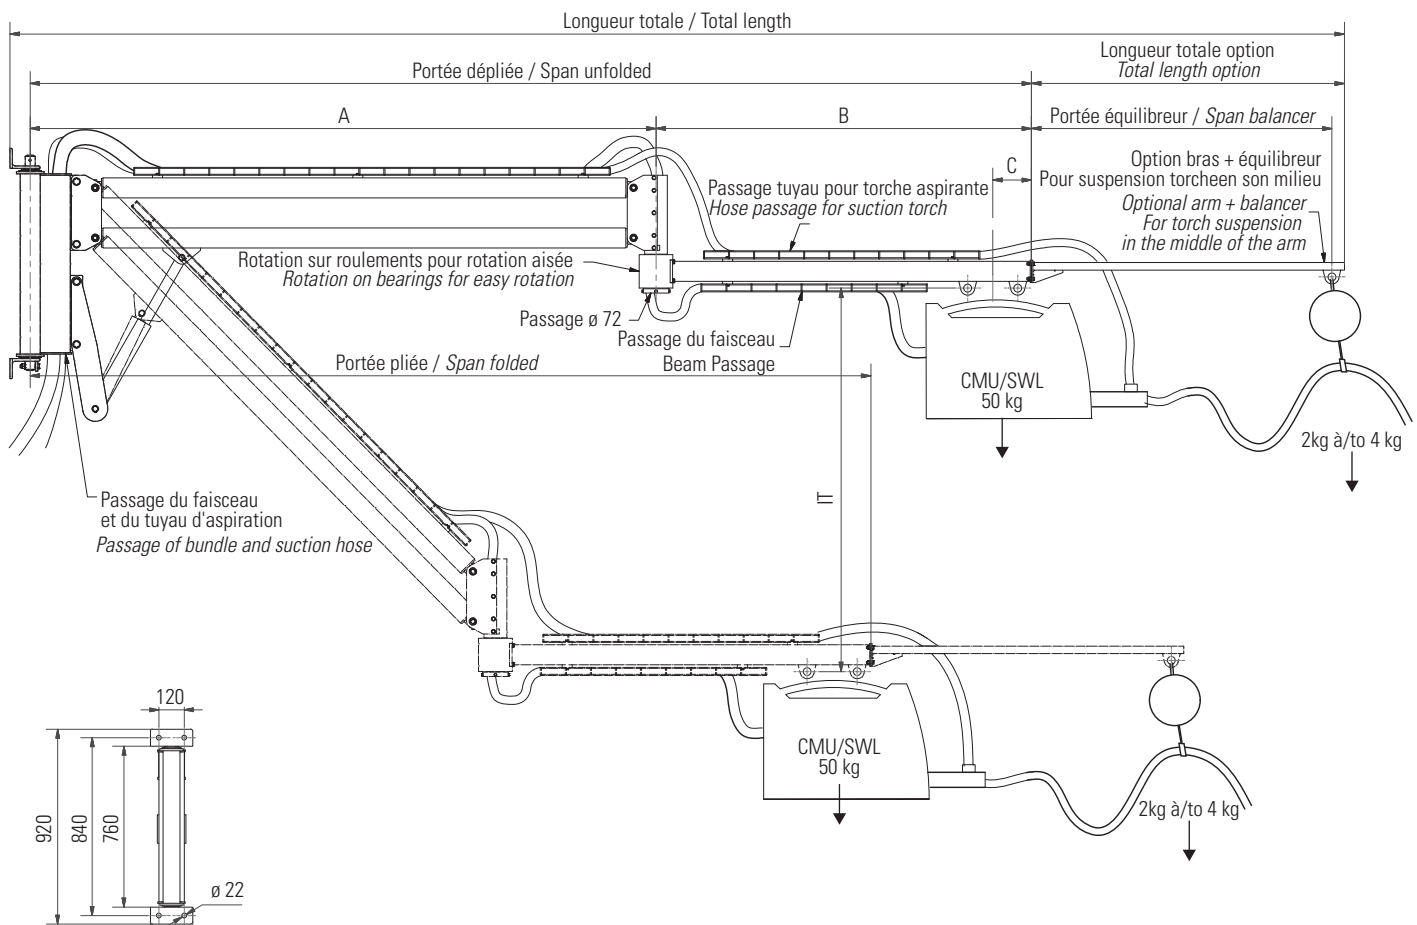 Longueur totale / Total length
Longueur totale option
Total length option
Portée dépliée / Span unfolded
A
B
Portée équilibreur / Span balancer
C
Option bras + équilibreur
Pour suspension torcheen son milieu
Optional arm + balancer
For torch suspension
in the middle of the arm
Passage tuyau pour torche aspirante
Hose passage for suction torch
Rotation sur roulements pour rotation aisée
Rotation on bearings for easy rotation
Passage ø 72
Passage du faisceau
Beam Passage
Portée pliée / Span folded
CMU/SWL
50 kg
2kg à/to 4 kg
Passage du faisceau
et du tuyau d'aspiration
Passage of bundle and suction hose
IT
CMU/SWL
50 kg
2kg à/to 4 kg
120
920
840
760
ø 22